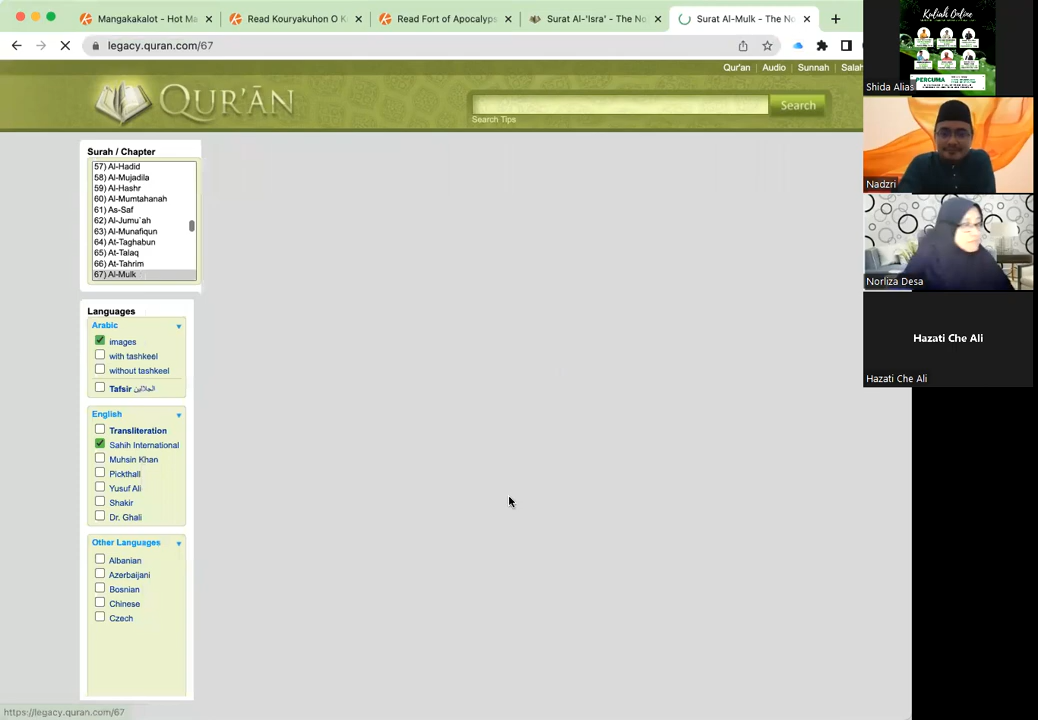 Mangakakalot - Hot Ma
Read Kouryakuhon O K
Read Fort of Apocalyps
Surat Al-'Isra' - The No
Surat Al-Mulk - The No
legacy.quran.com/67
Qur'an | Audio | Sunnah | Salah
QUR'ĀN
Search
Search Tips
Surah / Chapter
57) Al-Hadid
58) Al-Mujadila
59) Al-Hashr
60) Al-Mumtahanah
61) As-Saf
62) Al-Jumu`ah
63) Al-Munafiqun
64) At-Taghabun
65) At-Talaq
66) At-Tahrim
67) Al-Mulk
Languages
Arabic
images
with tashkeel
without tashkeel
Tafsir الجلالين
English
Transliteration
Sahih International
Muhsin Khan
Pickthall
Yusuf Ali
Shakir
Dr. Ghali
Other Languages
Albanian
Azerbaijani
Bosnian
Chinese
Czech
https://legacy.quran.com/67
Kuliah Online
PERCUMA
Shida Alias
Nadzri
Norliza Desa
Hazati Che Ali
Hazati Che Ali